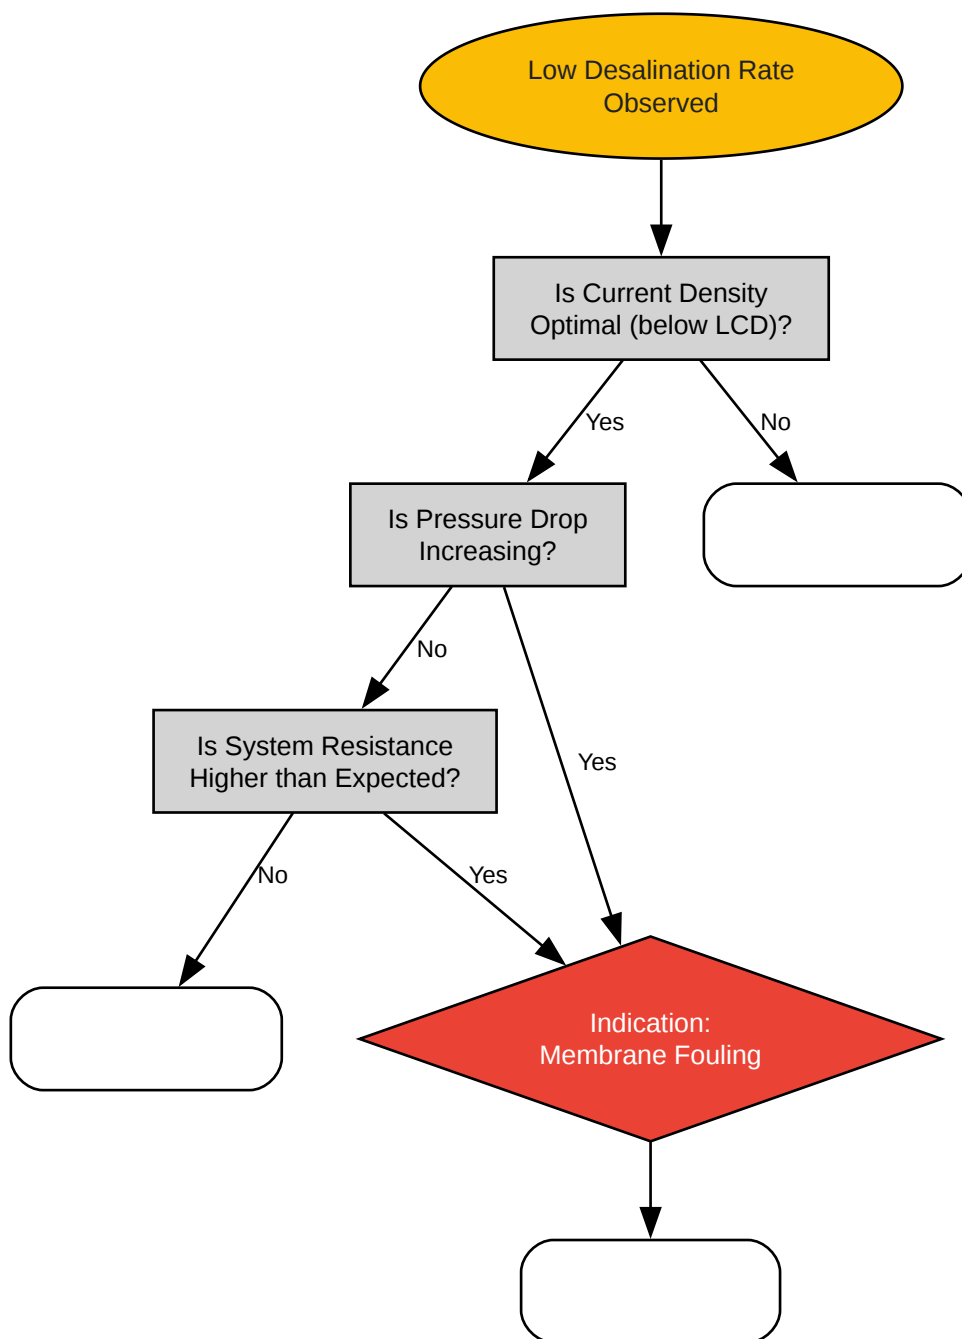 Low Desalination Rate
Observed
Is Current Density
Optimal (below LCD)?
Yes
No
Is Pressure Drop
Increasing?
No
Yes
Is System Resistance
Higher than Expected?
No
Yes
Indication:
Membrane Fouling